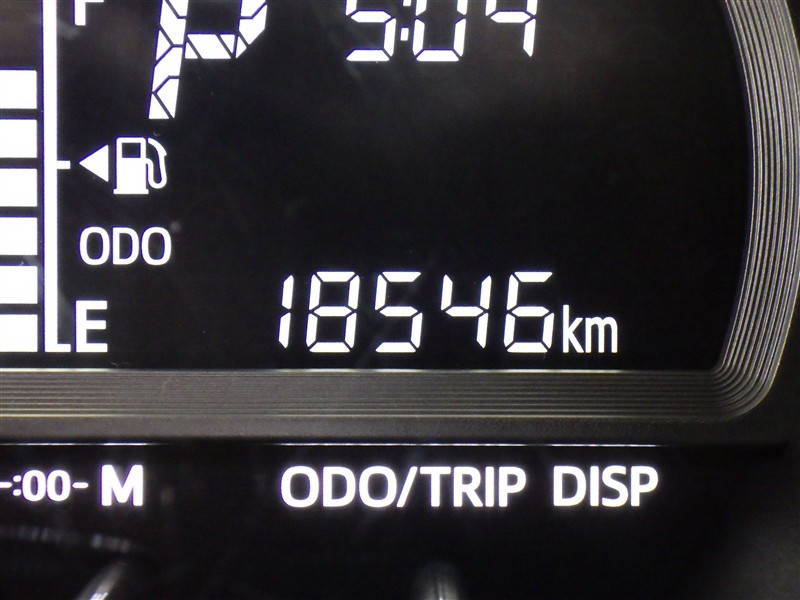 F
P
5:04
ODO
18546km
E
-:00- M
ODO/TRIP DISP